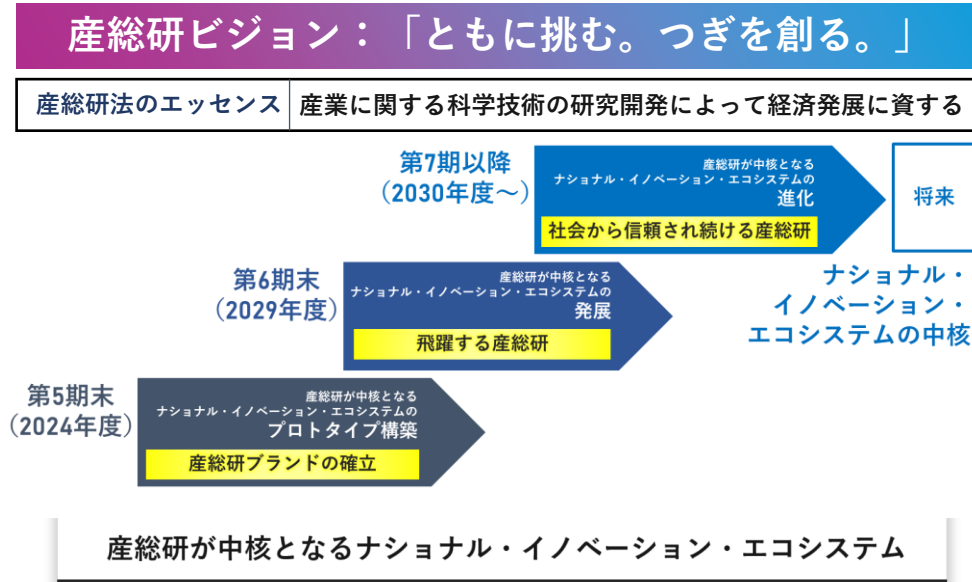 産総研ビジョン：「ともに挑む。つぎを創る。」
産総研法のエッセンス 産業に関する科学技術の研究開発によって経済発展に資する
第7期以降
（2030年度～）
産総研が中核となる
ナショナル・イノベーション・エコシステムの
進化
社会から信頼され続ける産総研
将来
ナショナル・
イノベーション・
エコシステムの中核
第6期末
（2029年度）
産総研が中核となる
ナショナル・イノベーション・エコシステムの
発展
飛躍する産総研
第5期末
（2024年度）
産総研が中核となる
ナショナル・イノベーション・エコシステムの
プロトタイプ構築
産総研ブランドの確立
産総研が中核となるナショナル・イノベーション・エコシステム